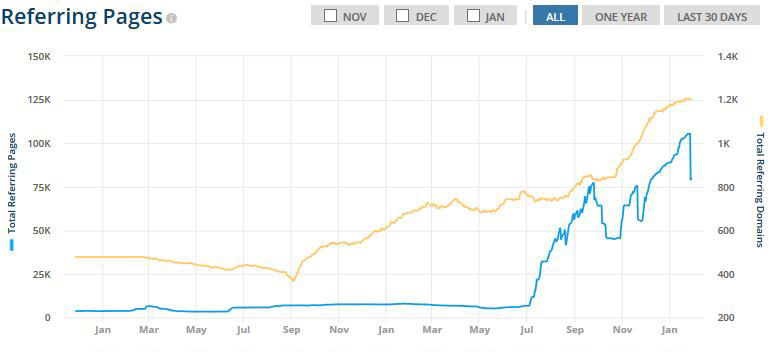 Referring Pages
NOV DEC JAN ALL ONE YEAR LAST 30 DAYS
150K 1.4K
125K 1.2K
100K 1K
75K 800
50K 600
25K 400
0 200
Jan Mar May Jul Sep Nov Jan Mar May Jul Sep Nov Jan
Total Referring Pages
Total Referring Domains